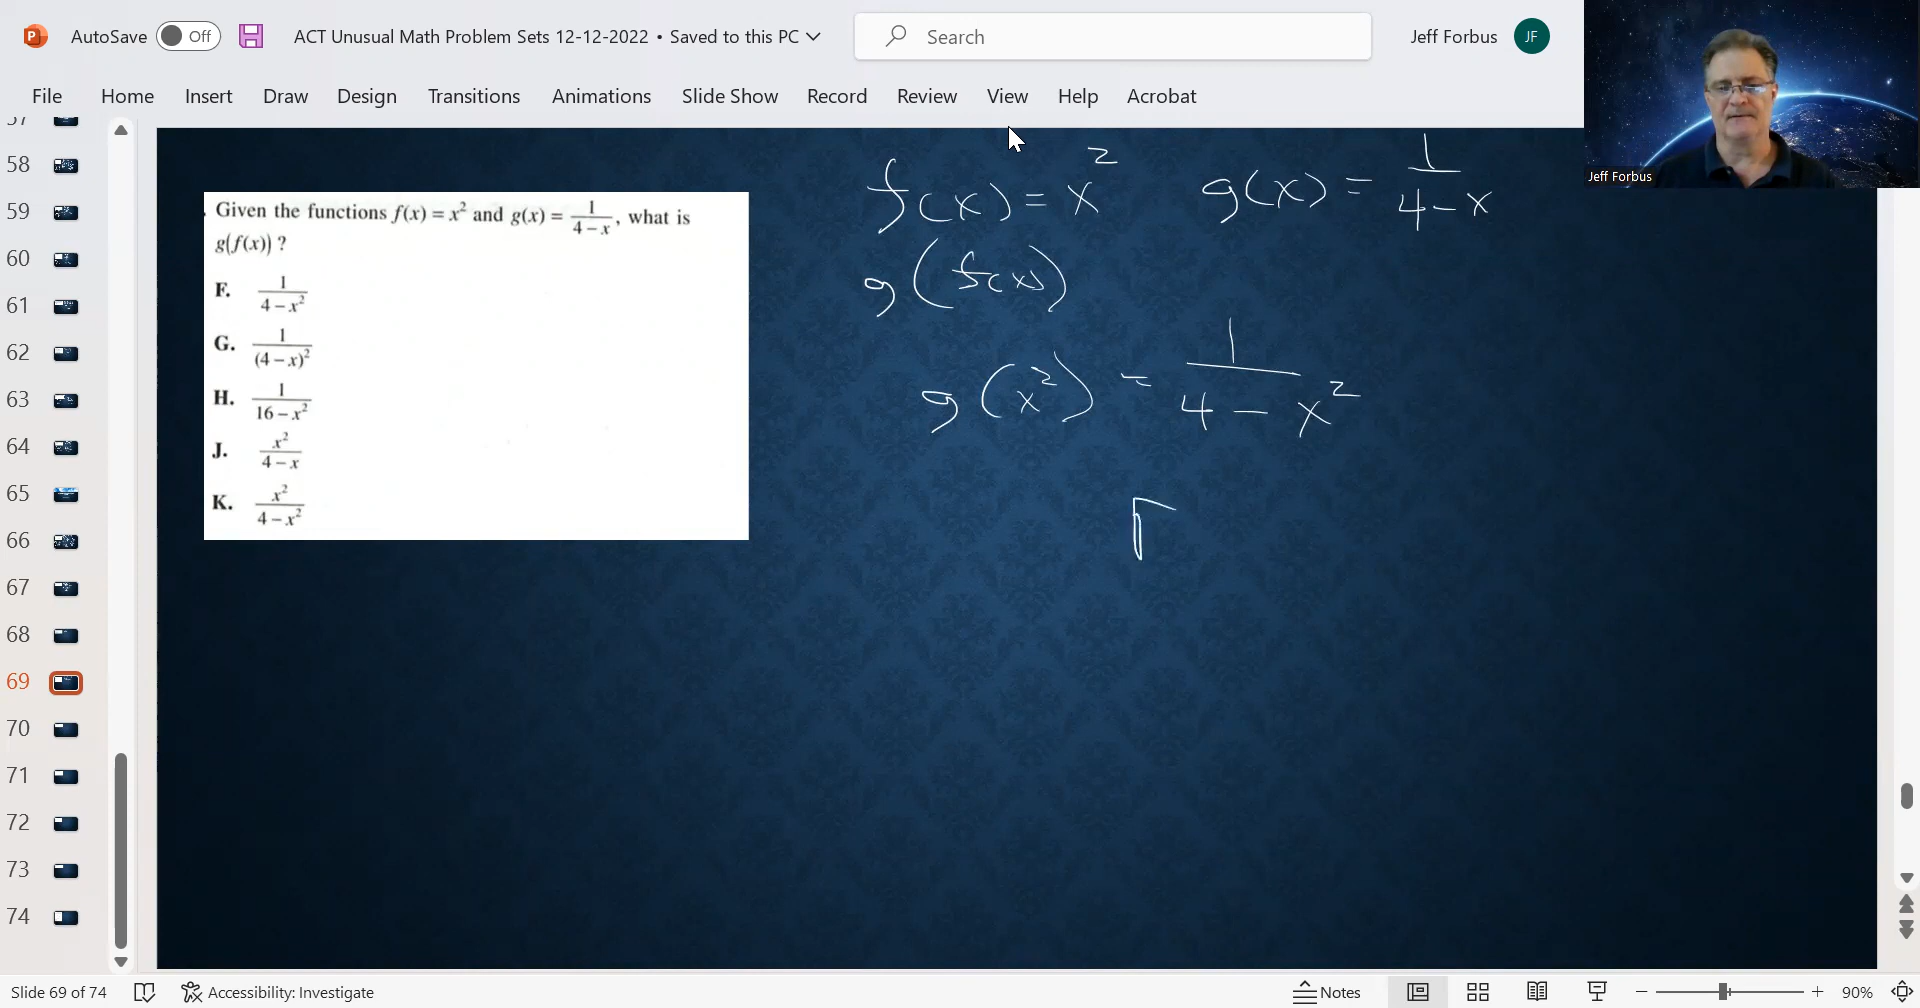 AutoSave Off ACT Unusual Math Problem Sets 12-12-2022 • Saved to this PC Search Jeff Forbus JF
File Home Insert Draw Design Transitions Animations Slide Show Record Review View Help Acrobat
Jeff Forbus
57
58
59
60
61
62
63
64
65
66
67
68
69
70
71
72
73
74
Given the functions f(x) = x² and g(x) = 1/(4 − x), what is
g(f(x)) ?
F. 1/(4 − x²)
G. 1/(4 − x)²
H. 1/(16 − x²)
J. x²/(4 − x)
K. x²/(4 − x²)
f(x) = x² g(x) = 1/(4 − x)
g(f(x))
g(x²) = 1/(4 − x²)
Slide 69 of 74 Accessibility: Investigate Notes 90%